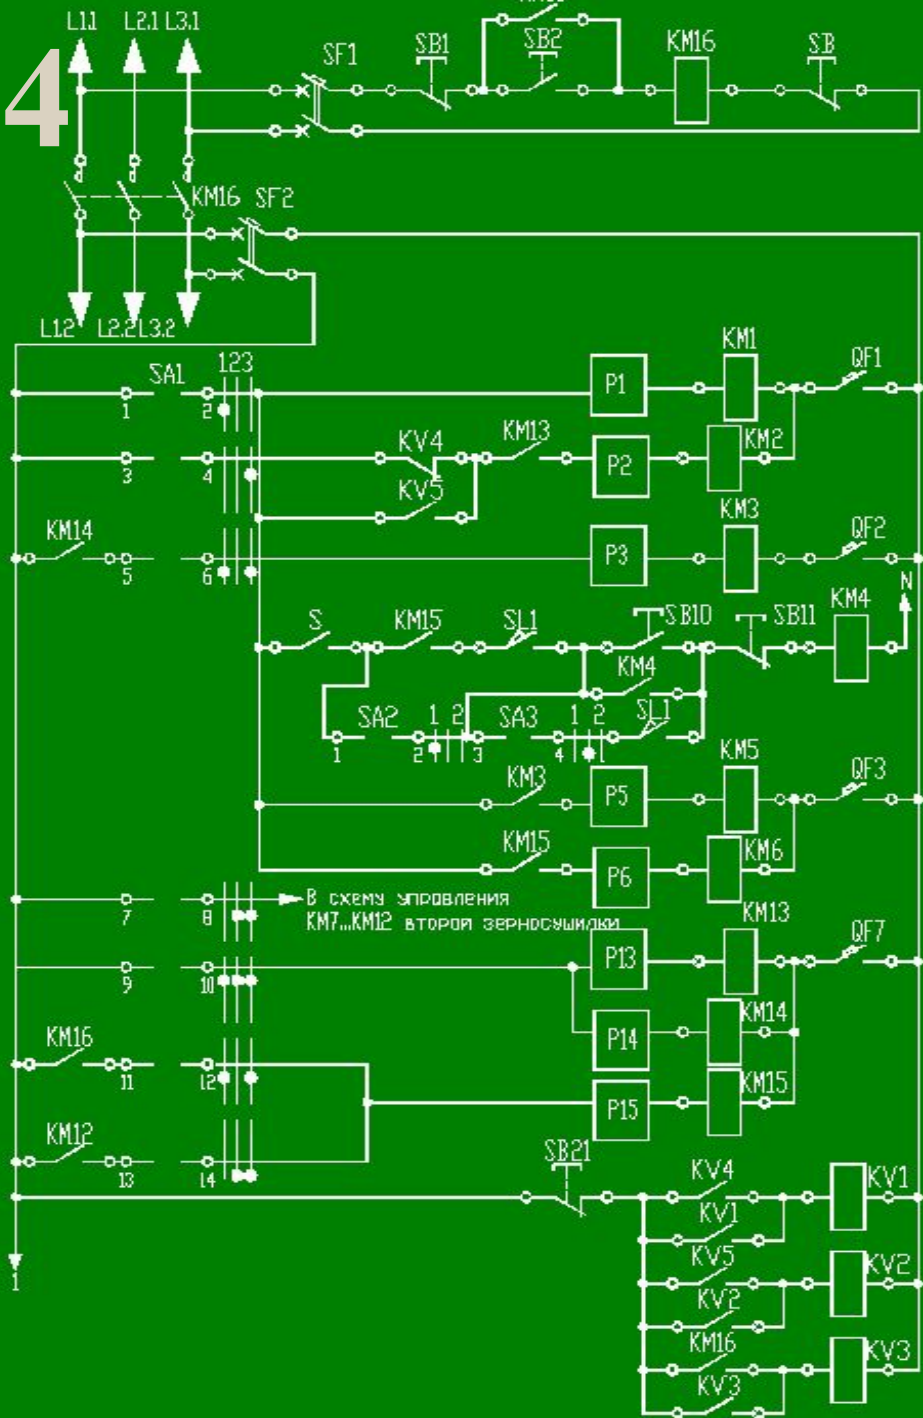 4
L1.1 L2.1 L3.1
SF1 SB1 SB2 KM16 SB
KM16 SF2
L1.2 L2.2 L3.2
SA1 123 P1 KM1 QF1
1 2
KV4 KM13 P2 KM2
3 4
KV5
KM14 P3 KM3 QF2
5 6
N
S KM15 SL1 SB10 SB11 KM4
KM4
SA2 1 2 SA3 1 2 SL1
1 2 3 4
KM3 P5 KM5 QF3
KM15 P6 KM6
7 8 В схему управления
КМ7...КМ12 второй зерносушилки
P13 KM13 QF7
9 10
P14 KM14
KM16 P15 KM15
11 12
KM12
13 14
SB21
KV4 KV1
KV1
KV5 KV2
KV2
KM16 KV3
KV3
1